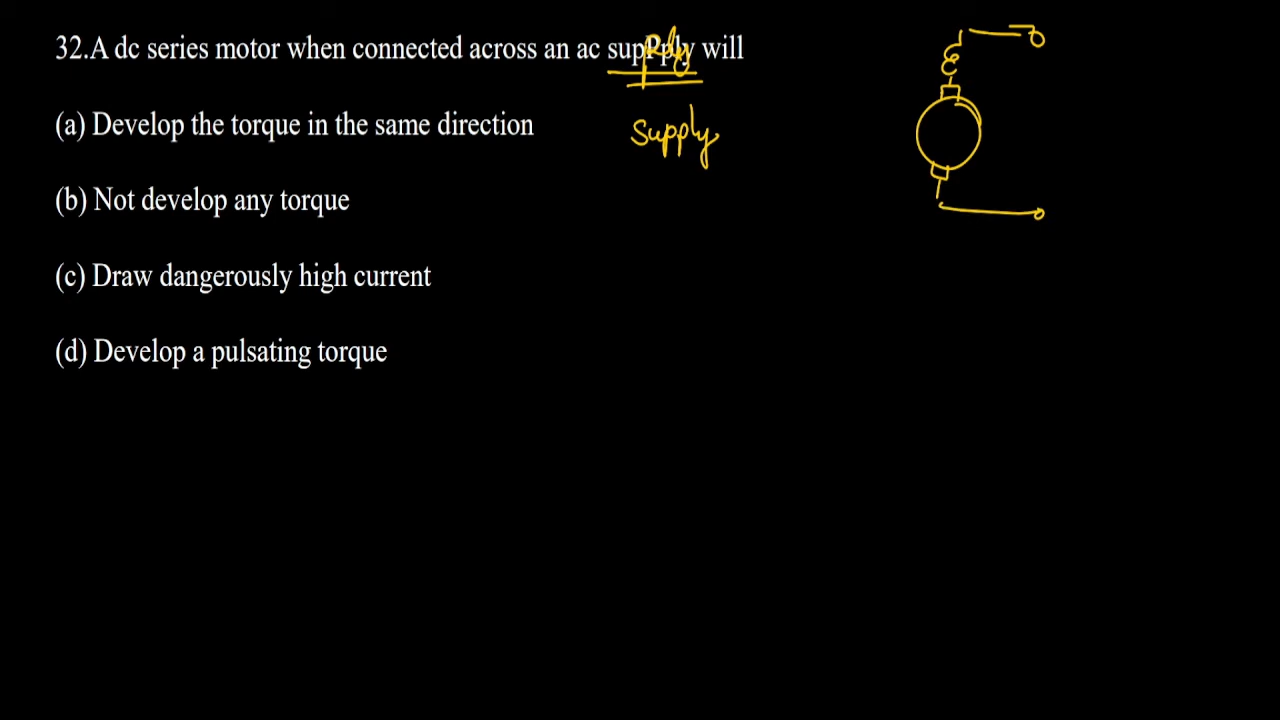 32.A dc series motor when connected across an ac supPply will
(a) Develop the torque in the same direction
supply
(b) Not develop any torque
(c) Draw dangerously high current
(d) Develop a pulsating torque